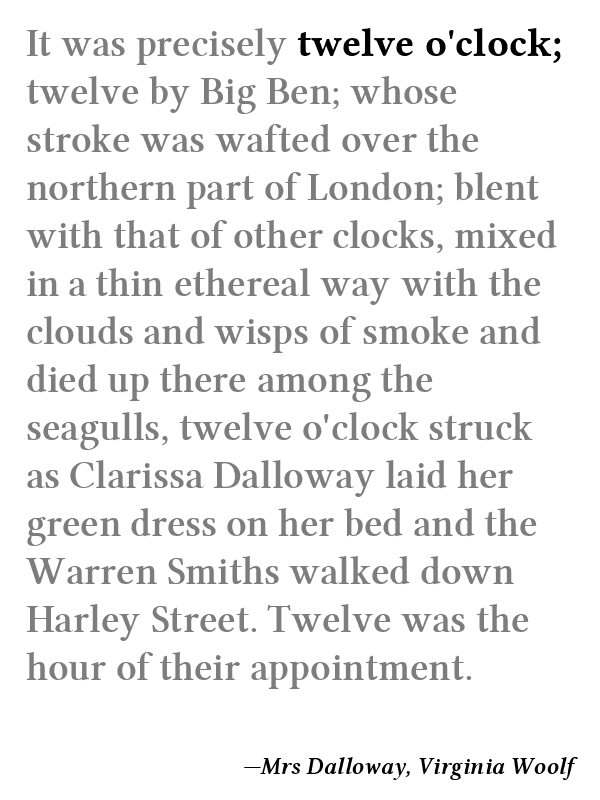 It was precisely twelve o'clock;
twelve by Big Ben; whose
stroke was wafted over the
northern part of London; blent
with that of other clocks, mixed
in a thin ethereal way with the
clouds and wisps of smoke and
died up there among the
seagulls, twelve o'clock struck
as Clarissa Dalloway laid her
green dress on her bed and the
Warren Smiths walked down
Harley Street. Twelve was the
hour of their appointment.
—Mrs Dalloway, Virginia Woolf